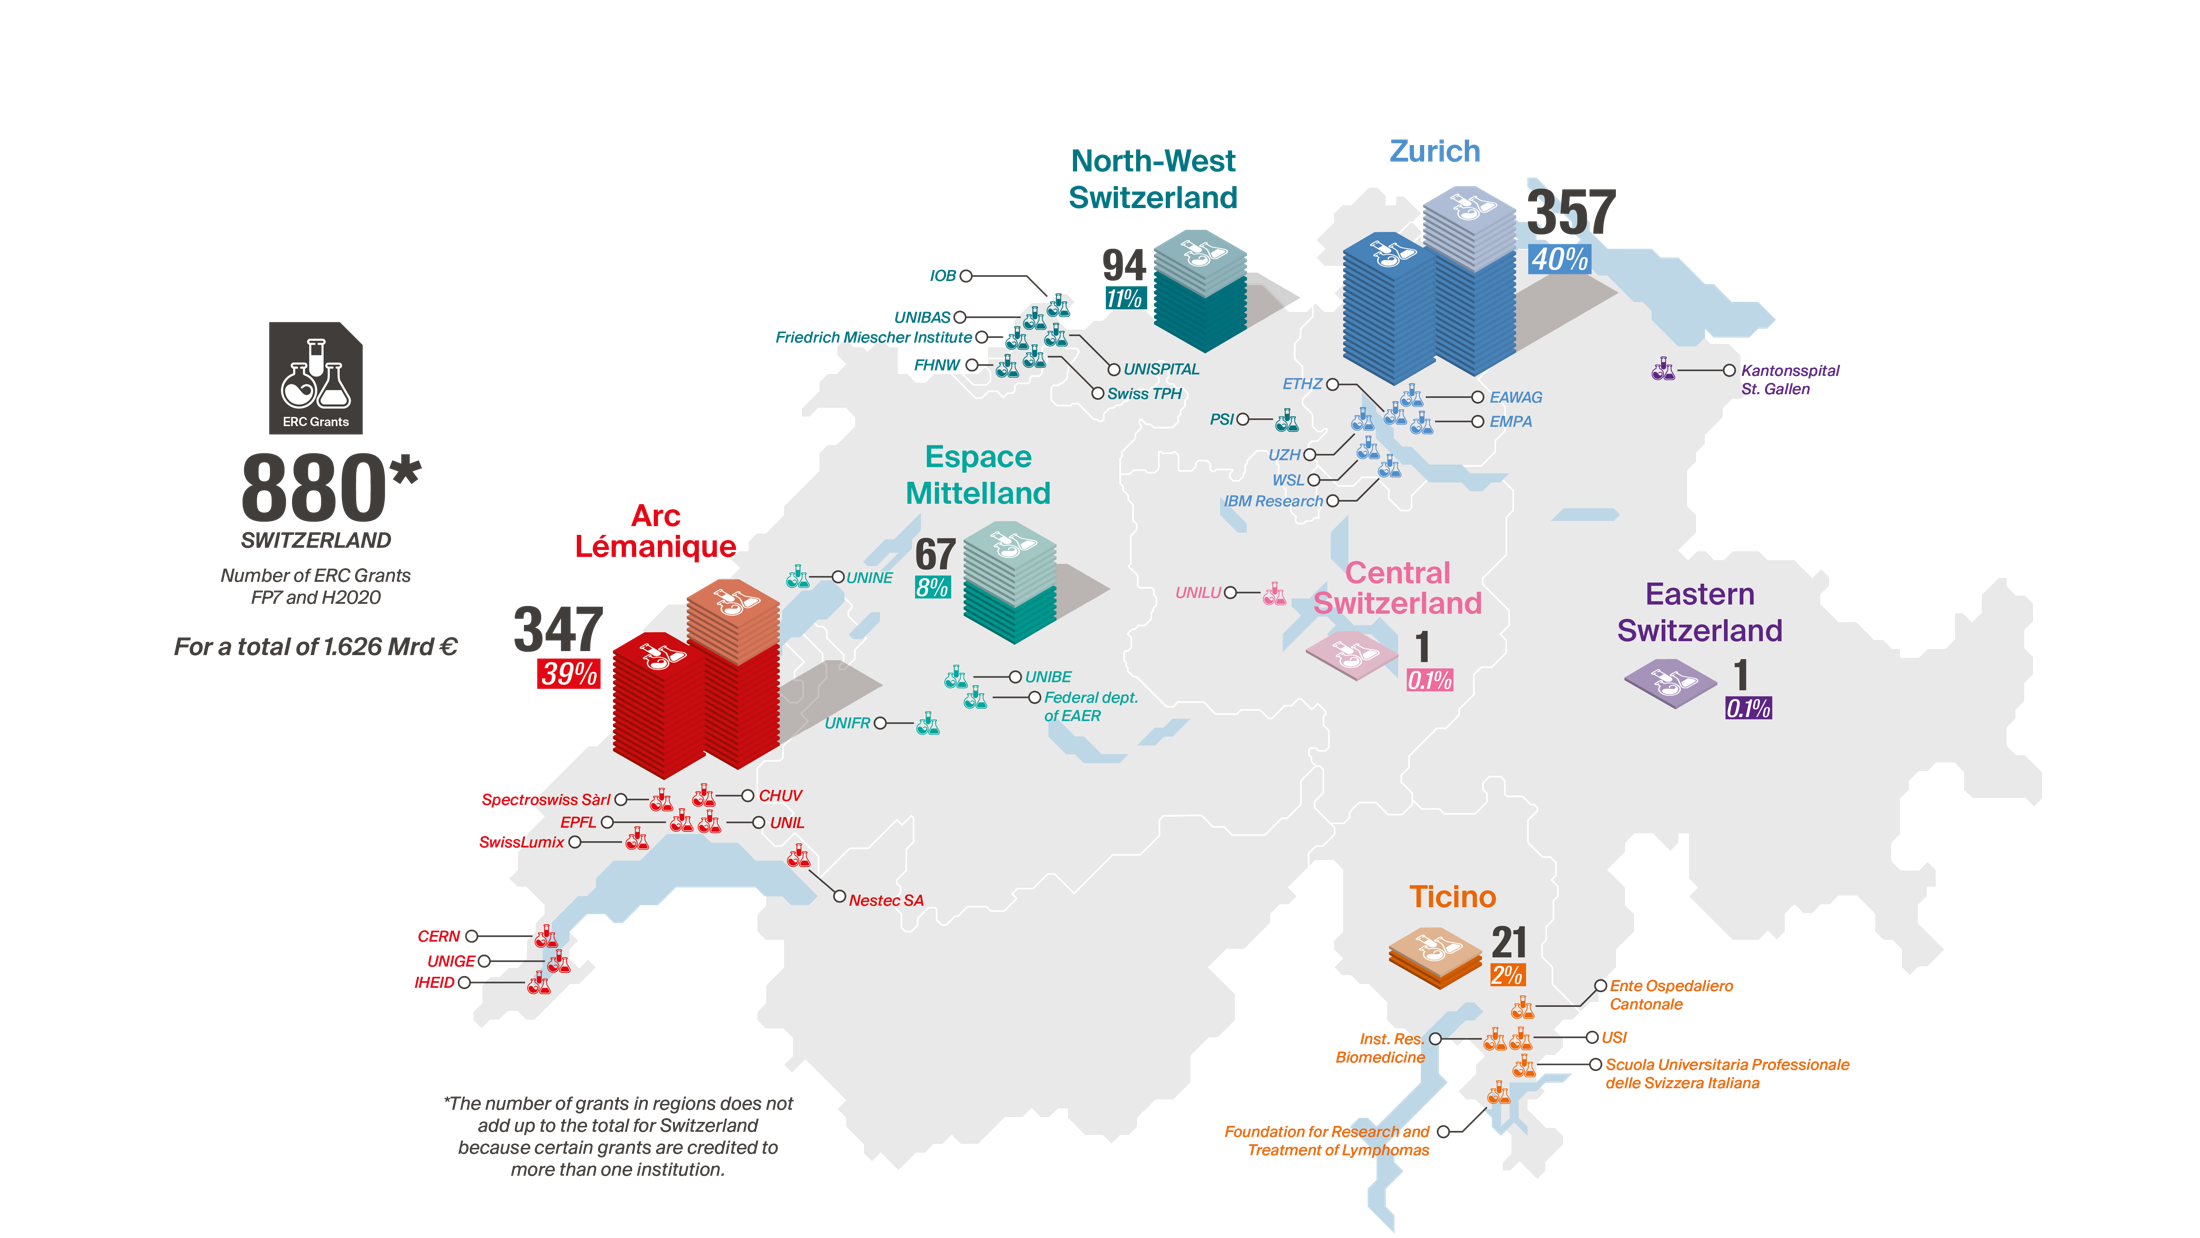 ERC Grants
880*
SWITZERLAND
Number of ERC Grants
FP7 and H2020
For a total of 1.626 Mrd €
North-West
Switzerland
94
11%
IOB
UNIBAS
Friedrich Miescher Institute
FHNW
UNISPITAL
Swiss TPH
PSI
Zurich
357
40%
ETHZ
EAWAG
EMPA
UZH
WSL
IBM Research
Kantonsspital
St. Gallen
Espace
Mittelland
67
8%
UNINE
UNIBE
Federal dept.
of EAER
UNIFR
Arc
Lémanique
347
39%
Spectroswiss Sàrl
CHUV
EPFL
UNIL
SwissLumix
Nestec SA
CERN
UNIGE
IHEID
UNILU
Central
Switzerland
1
0.1%
Eastern
Switzerland
1
0.1%
Ticino
21
2%
Ente Ospedaliero
Cantonale
Inst. Res.
Biomedicine
USI
Scuola Universitaria Professionale
delle Svizzera Italiana
Foundation for Research and
Treatment of Lymphomas
*The number of grants in regions does not
add up to the total for Switzerland
because certain grants are credited to
more than one institution.